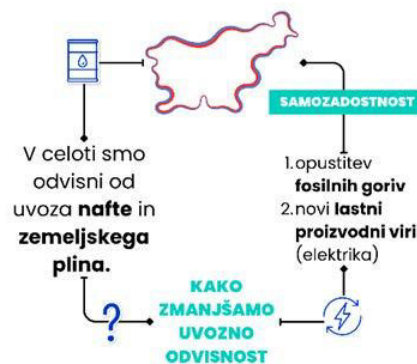 SAMOZADOSTNOST
V celoti smo
odvisni od
uvoza nafte in
zemeljskega
plina.
1. opustitev
fosilnih goriv
2. novi lastni
proizvodni viri
(elektrika)
KAKO
ZMANJŠAMO
UVOZNO
ODVISNOST
?